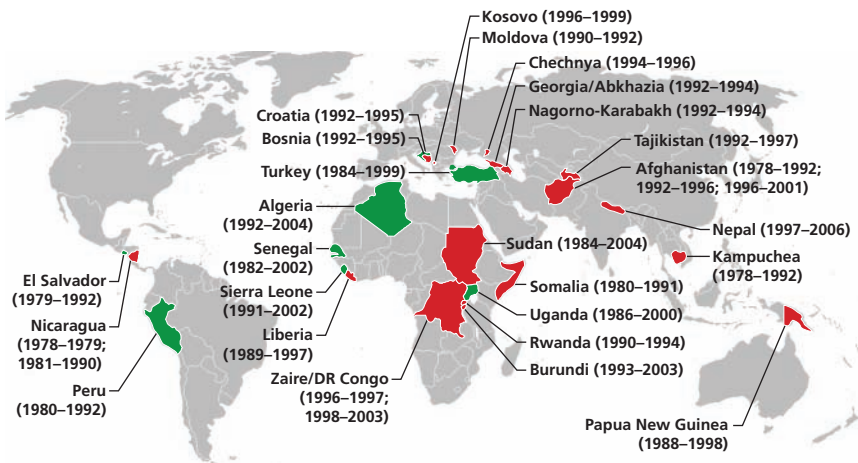 Kosovo (1996–1999)
Moldova (1990–1992)
Chechnya (1994–1996)
Georgia/Abkhazia (1992–1994)
Nagorno-Karabakh (1992–1994)
Croatia (1992–1995)
Bosnia (1992–1995)
Turkey (1984–1999)
Tajikistan (1992–1997)
Afghanistan (1978–1992;
1992–1996; 1996–2001)
Algeria
(1992–2004)
Nepal (1997–2006)
Senegal
(1982–2002)
Sudan (1984–2004)
Kampuchea
(1978–1992)
El Salvador
(1979–1992)
Sierra Leone
(1991–2002)
Somalia (1980–1991)
Uganda (1986–2000)
Nicaragua
(1978–1979;
1981–1990)
Liberia
(1989–1997)
Rwanda (1990–1994)
Burundi (1993–2003)
Peru
(1980–1992)
Zaire/DR Congo
(1996–1997;
1998–2003)
Papua New Guinea
(1988–1998)